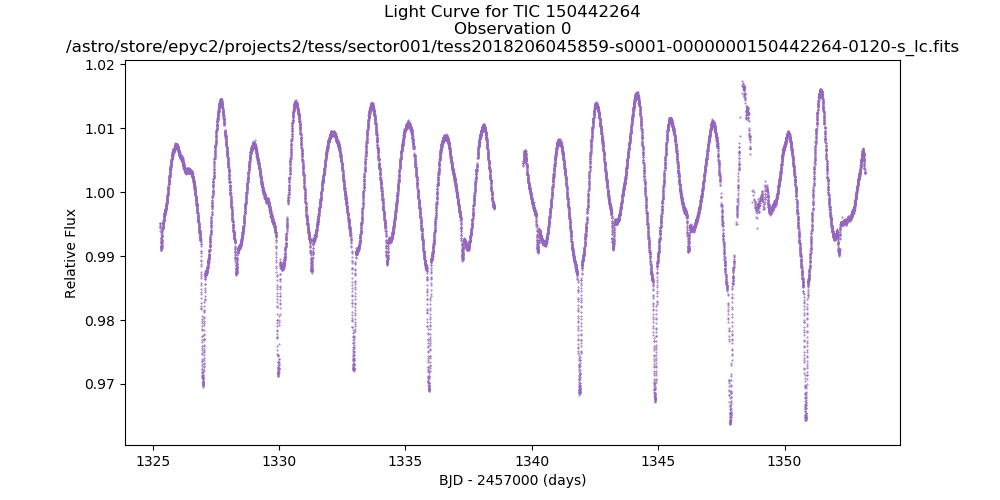 Light Curve for TIC 150442264
Observation 0
/astro/store/epyc2/projects2/tess/sector001/tess2018206045859-s0001-0000000150442264-0120-s_lc.fits
1.02
1.01
1.00
0.99
0.98
0.97
Relative Flux
1325
1330
1335
1340
1345
1350
BJD - 2457000 (days)